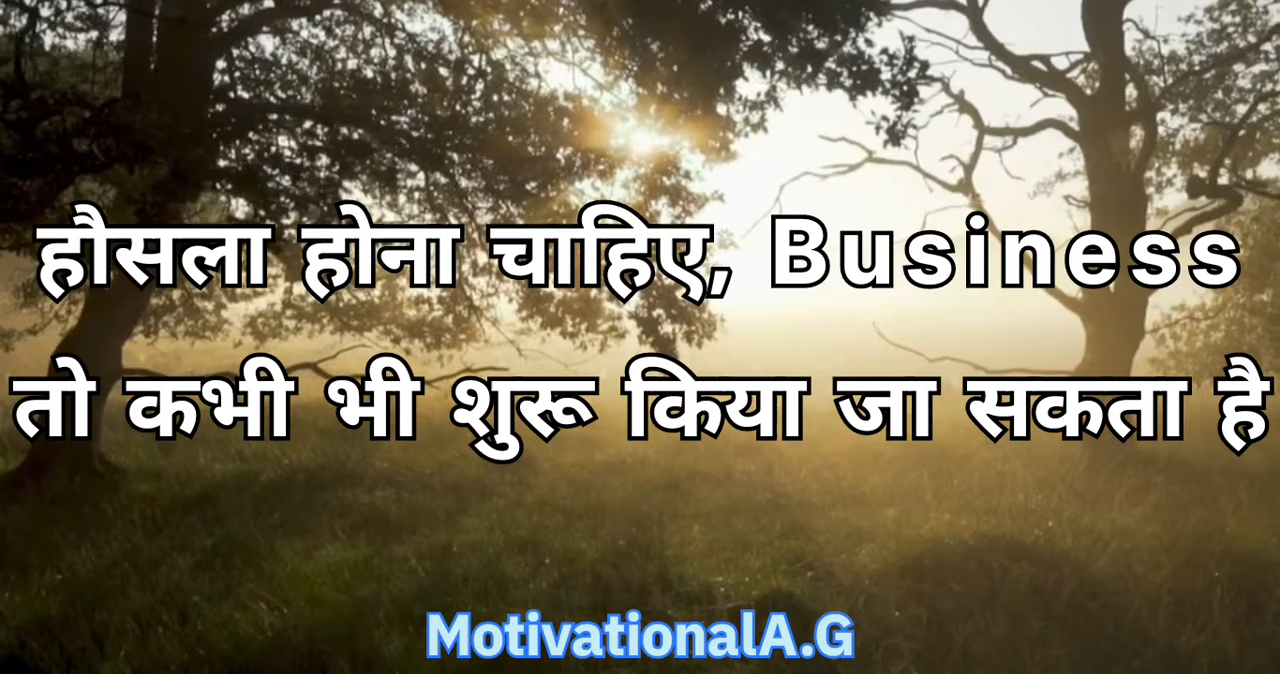 हौसला होना चाहिए, Business
तो कभी भी शुरू किया जा सकता है
MotivationalA.G